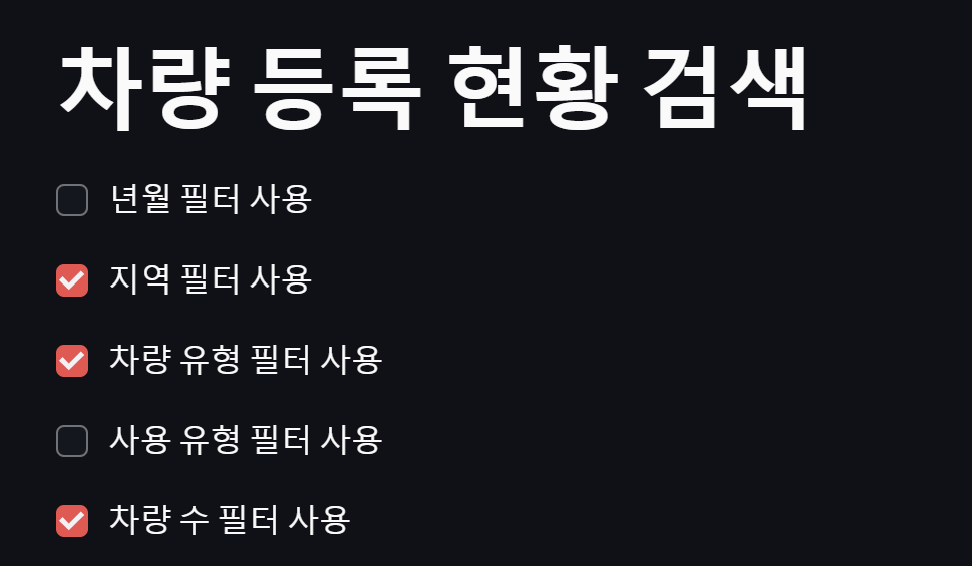 차량 등록 현황 검색
년월 필터 사용
지역 필터 사용
차량 유형 필터 사용
사용 유형 필터 사용
차량 수 필터 사용